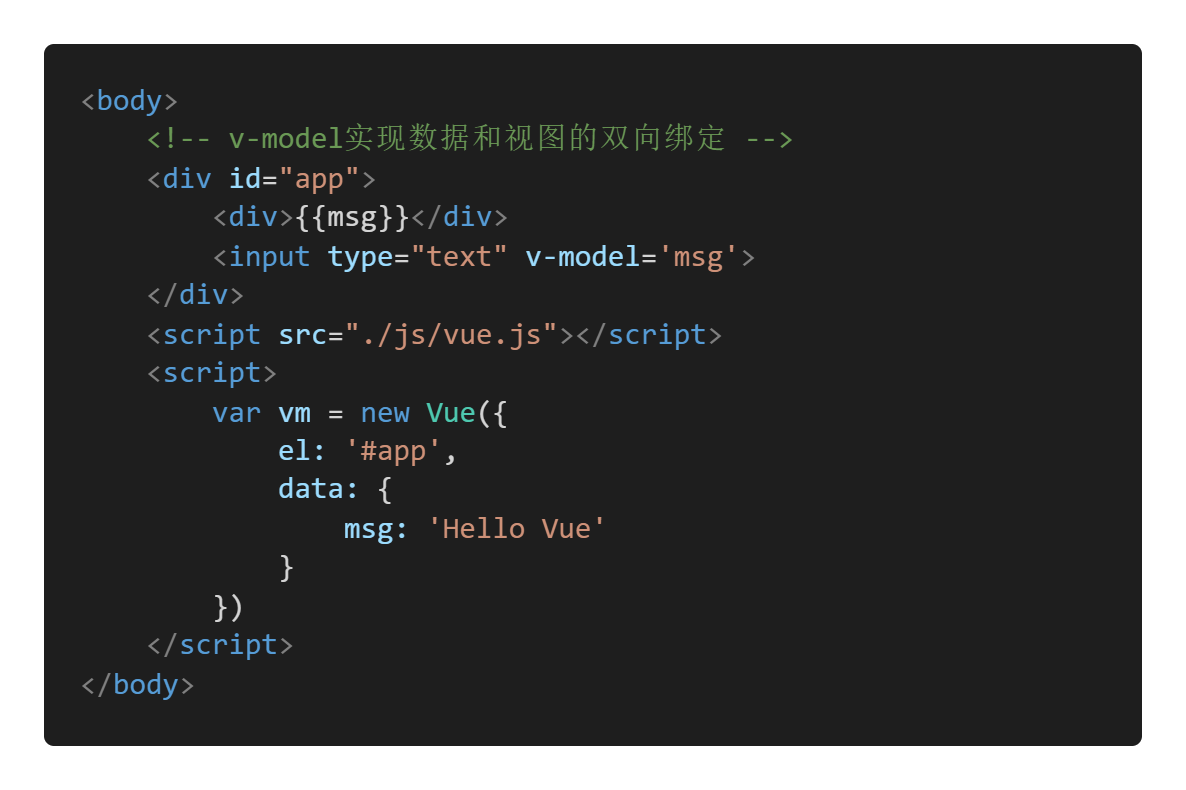 <body>
    <!-- v-model实现数据和视图的双向绑定 -->
    <div id="app">
        <div>{{msg}}</div>
        <input type="text" v-model='msg'>
    </div>
    <script src="./js/vue.js"></script>
    <script>
        var vm = new Vue({
            el: '#app',
            data: {
                msg: 'Hello Vue'
            }
        })
    </script>
</body>